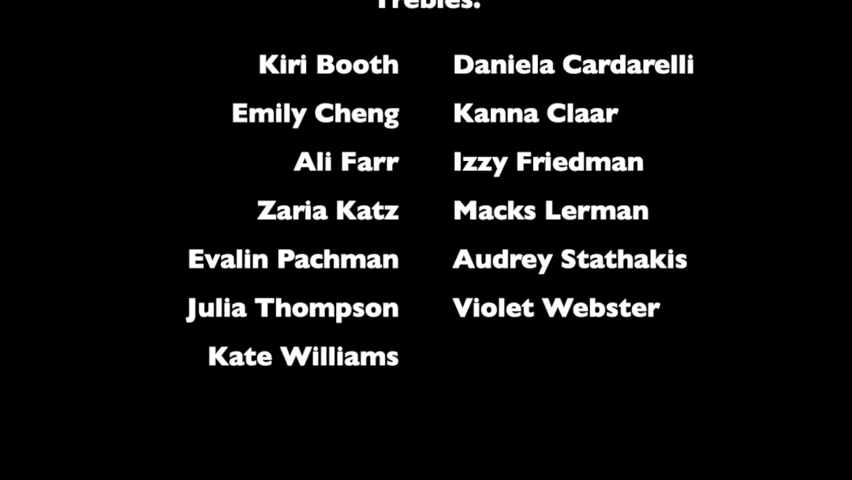 Trebles:
Kiri Booth Daniela Cardarelli
Emily Cheng Kanna Claar
Ali Farr Izzy Friedman
Zaria Katz Macks Lerman
Evalin Pachman Audrey Stathakis
Julia Thompson Violet Webster
Kate Williams